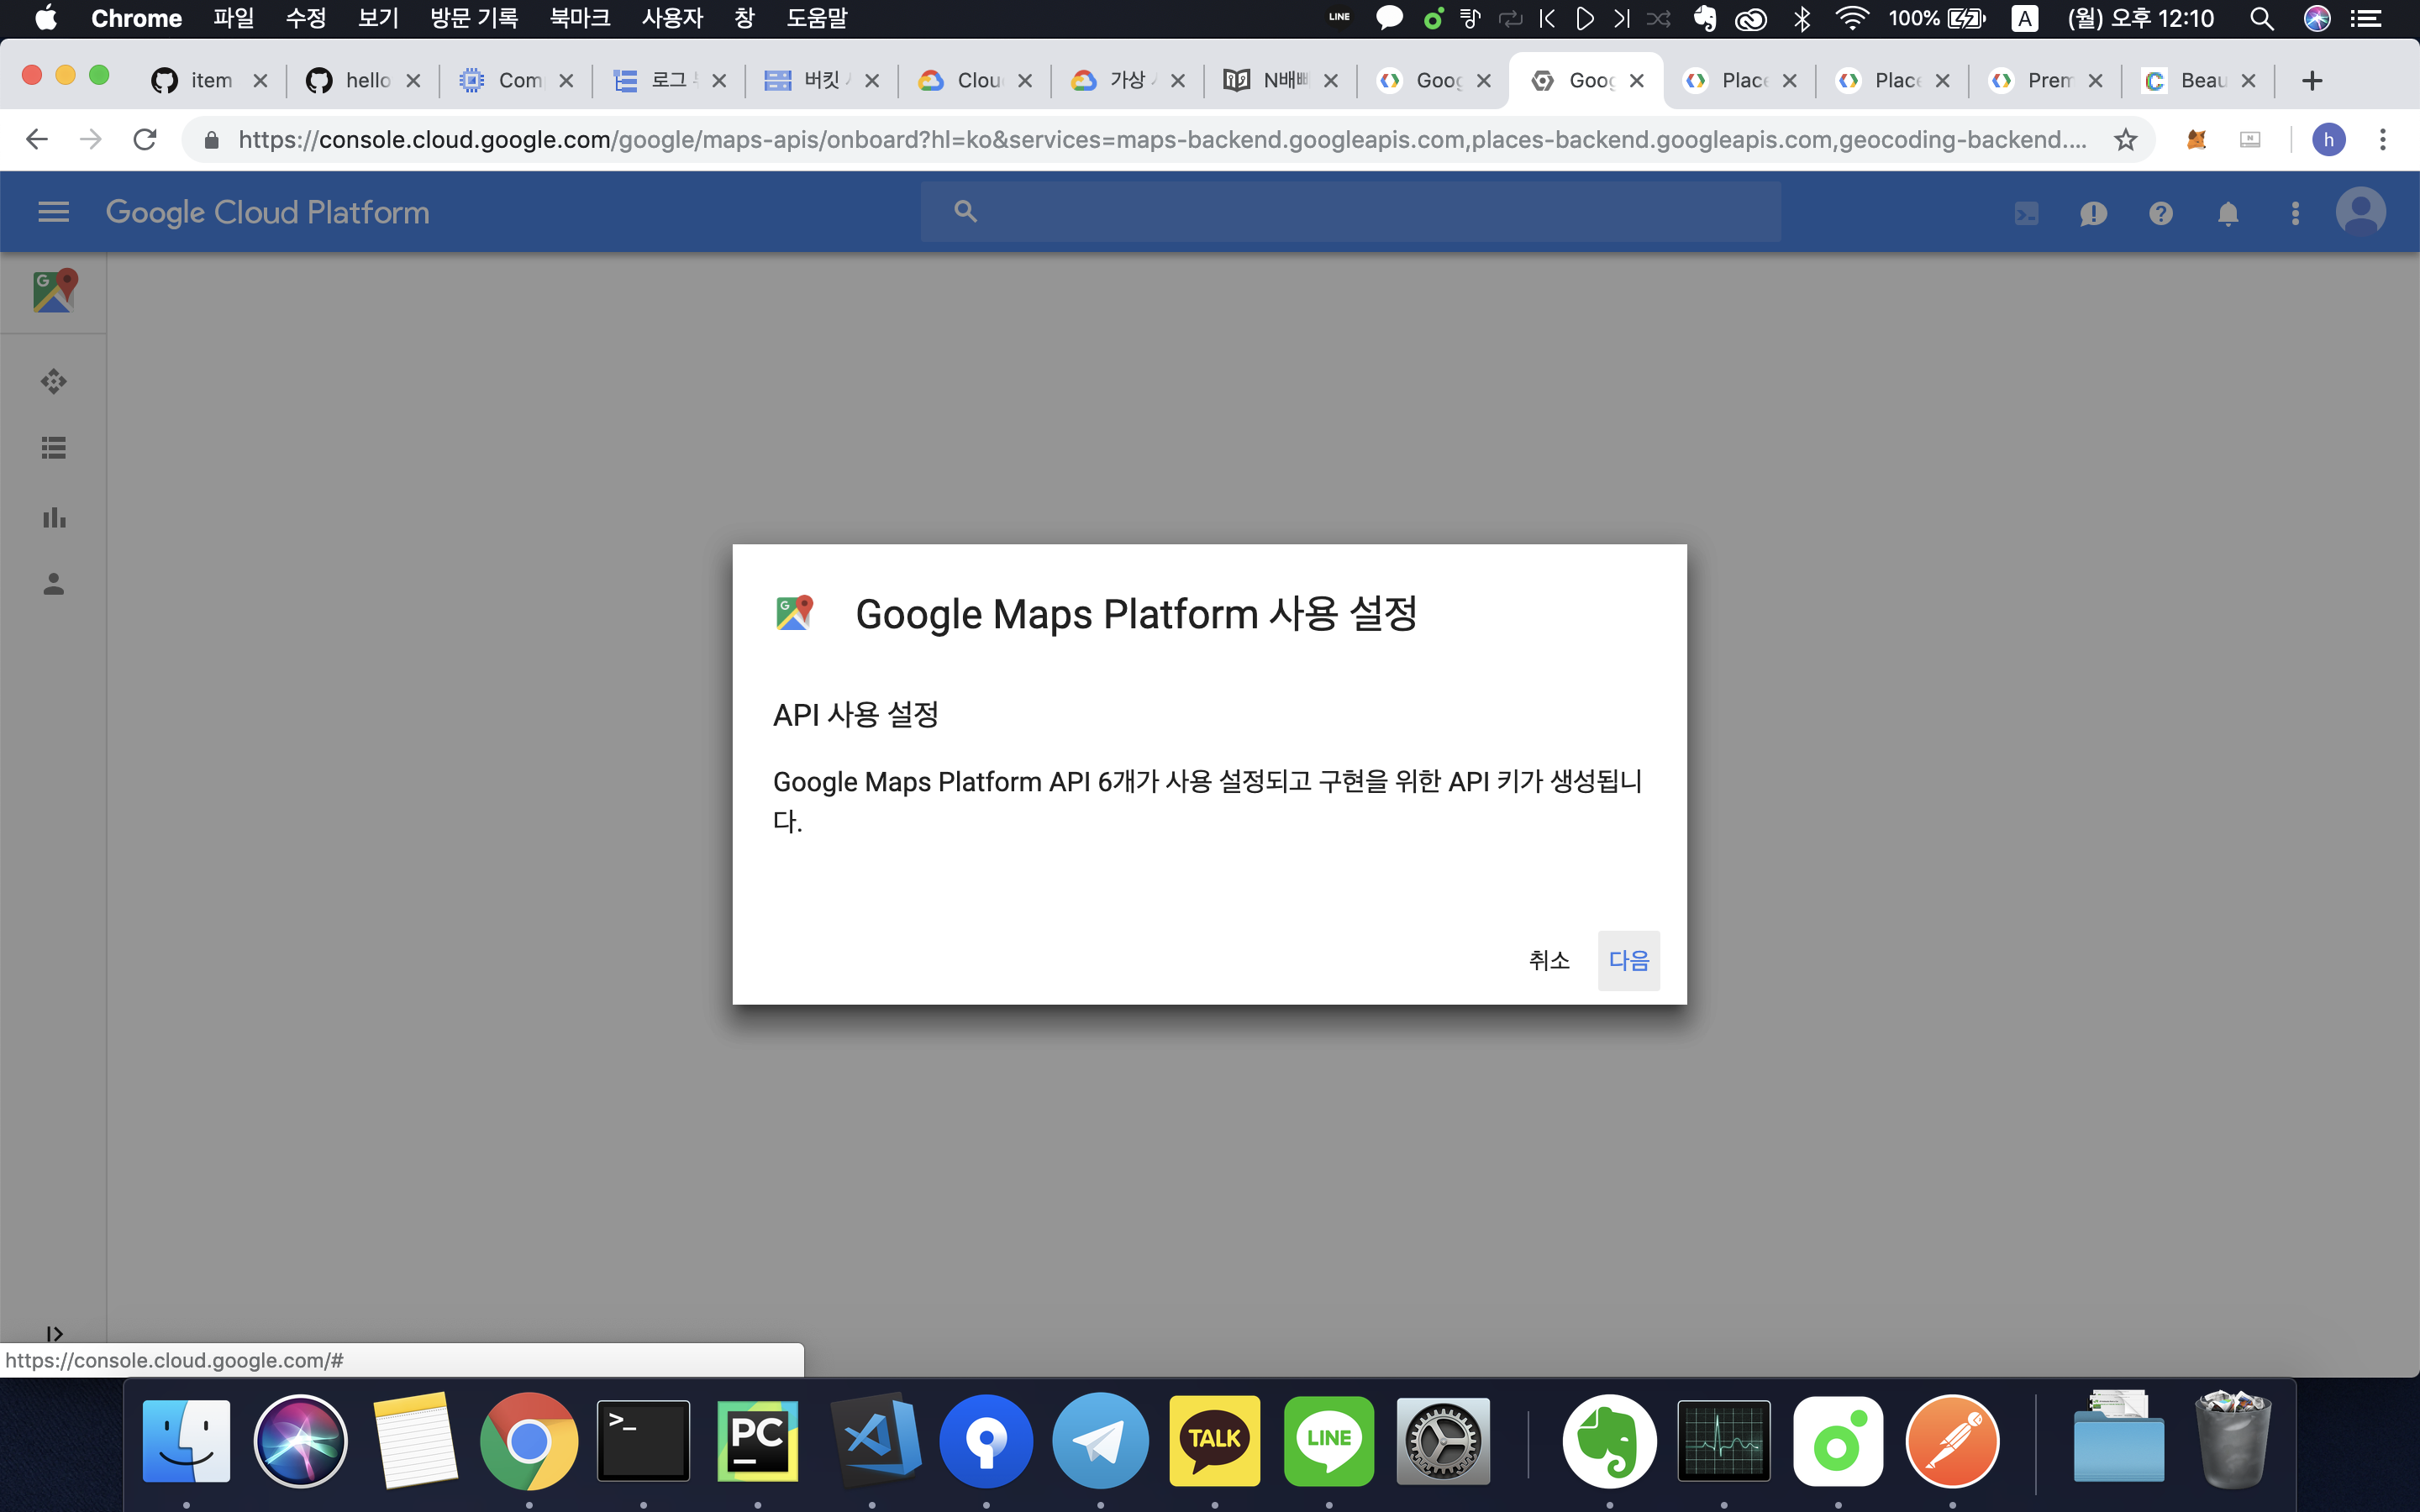 Chrome 파일 수정 보기 방문 기록 북마크 사용자 창 도움말 LINE 100% A (월) 오후 12:10
item hello Com 로그 버킷 Clou 가상 N배 Goog Goog Place Place Prem Beau
https://console.cloud.google.com/google/maps-apis/onboard?hl=ko&services=maps-backend.googleapis.com,places-backend.googleapis.com,geocoding-backend.... h
Google Cloud Platform
Google Maps Platform 사용 설정
API 사용 설정
Google Maps Platform API 6개가 사용 설정되고 구현을 위한 API 키가 생성됩니
다.
취소 다음
https://console.cloud.google.com/#
>_ PC TALK LINE